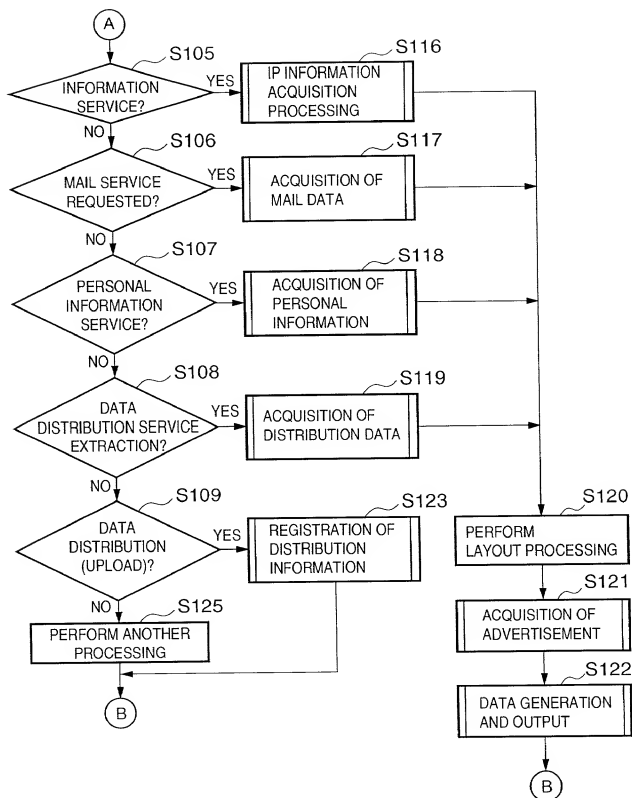 A
S105
INFORMATION
SERVICE?
YES
S116
IP INFORMATION
ACQUISITION
PROCESSING
NO
S106
MAIL SERVICE
REQUESTED?
YES
S117
ACQUISITION OF
MAIL DATA
NO
S107
PERSONAL
INFORMATION
SERVICE?
YES
S118
ACQUISITION OF
PERSONAL
INFORMATION
NO
S108
DATA
DISTRIBUTION SERVICE
EXTRACTION?
YES
S119
ACQUISITION OF
DISTRIBUTION DATA
NO
S109
DATA
DISTRIBUTION
(UPLOAD)?
YES
S123
REGISTRATION OF
DISTRIBUTION
INFORMATION
NO
S125
PERFORM ANOTHER
PROCESSING
B
S120
PERFORM
LAYOUT PROCESSING
S121
ACQUISITION OF
ADVERTISEMENT
S122
DATA GENERATION
AND OUTPUT
B